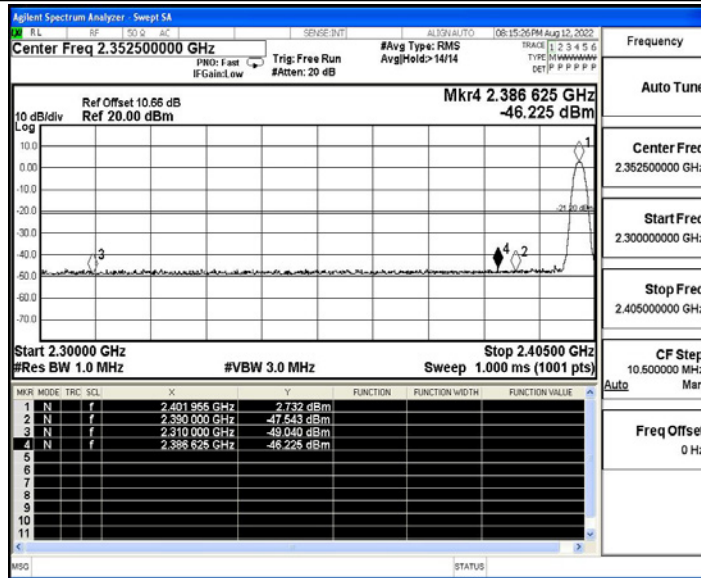 Agilent Spectrum Analyzer - Swept SA
RL RF 50 Ω AC SENSE:INT ALIGN AUTO 08:15:26 PM Aug 12, 2022
Center Freq 2.352500000 GHz
PNO: Fast
IFGain:Low
Trig: Free Run
#Atten: 20 dB
#Avg Type: RMS
Avg|Hold:> 14/14
TRACE 1 2 3 4 5 6
TYPE M WWWWW
DET P P P P P P
Ref Offset 10.66 dB
Ref 20.00 dBm
10 dB/div
Log
Mkr4 2.386 625 GHz
-46.225 dBm
10.0
0.00
-10.0
-20.0
-30.0
-40.0
-50.0
-60.0
-70.0
1
-21.20 dBm
3
4
2
Start 2.30000 GHz Stop 2.40500 GHz
#Res BW 1.0 MHz #VBW 3.0 MHz Sweep 1.000 ms (1001 pts)
MKR MODE TRC SCL X Y FUNCTION FUNCTION WIDTH FUNCTION VALUE
1 N f 2.401 955 GHz 2.732 dBm
2 N f 2.390 000 GHz -47.543 dBm
3 N f 2.310 000 GHz -49.040 dBm
4 N f 2.386 625 GHz -46.225 dBm
5
6
7
8
9
10
11
MSG STATUS
Frequency
Auto Tune
Center Freq
2.352500000 GHz
Start Freq
2.300000000 GHz
Stop Freq
2.405000000 GHz
CF Step
10.500000 MHz
Auto Man
Freq Offset
0 Hz